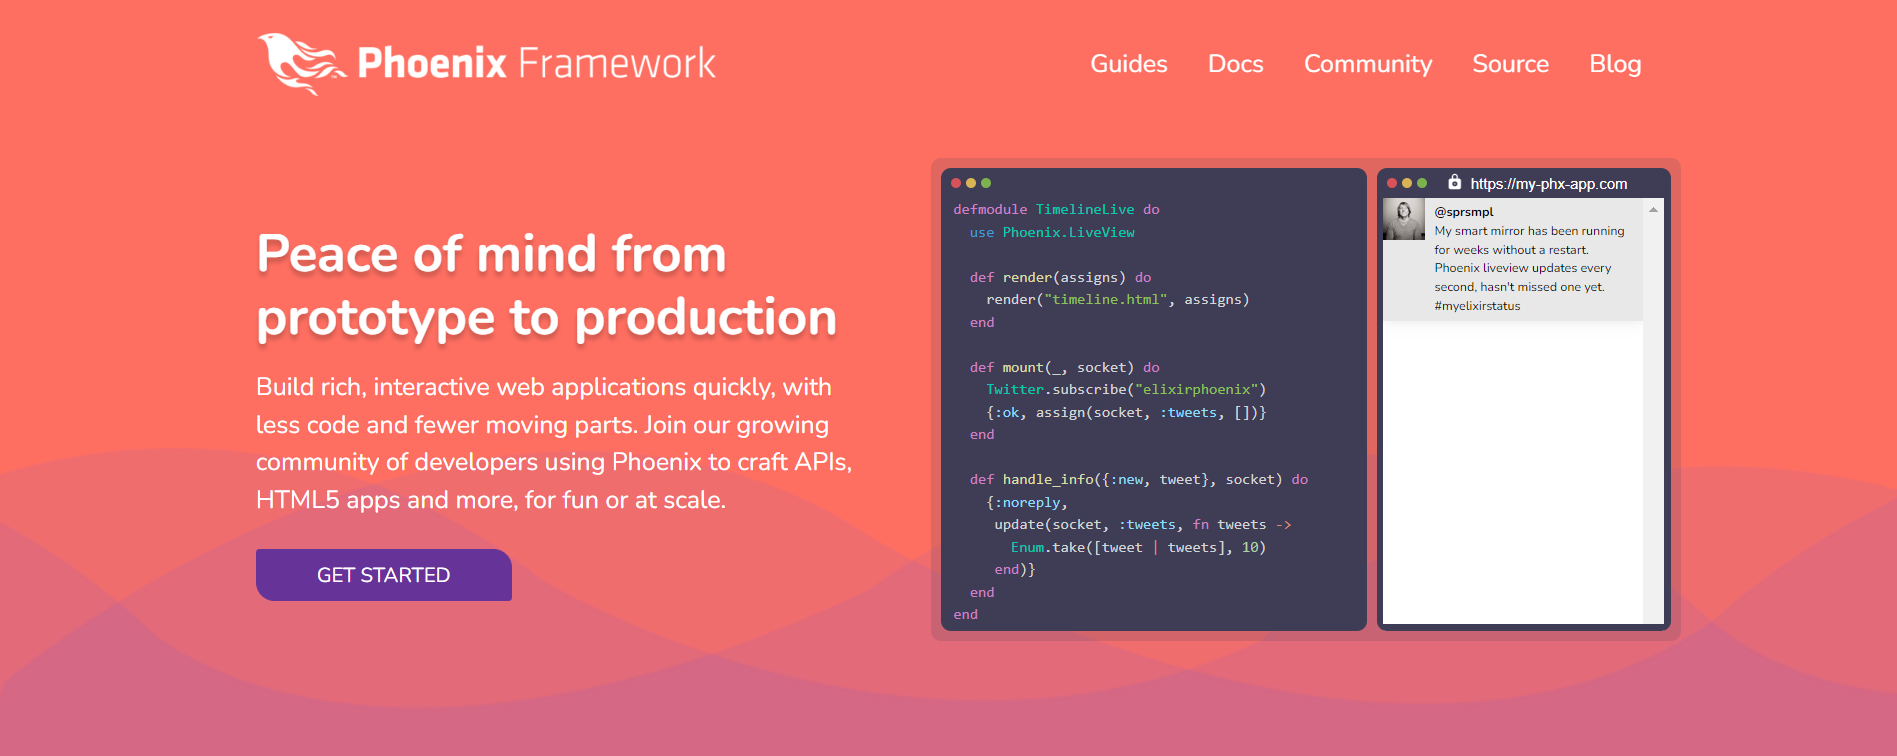 Phoenix Framework
Guides Docs Community Source Blog
Peace of mind from
prototype to production
Build rich, interactive web applications quickly, with
less code and fewer moving parts. Join our growing
community of developers using Phoenix to craft APIs,
HTML5 apps and more, for fun or at scale.
GET STARTED
defmodule TimelineLive do
  use Phoenix.LiveView

  def render(assigns) do
    render("timeline.html", assigns)
  end

  def mount(_, socket) do
    Twitter.subscribe("elixirphoenix")
    {:ok, assign(socket, :tweets, [])}
  end

  def handle_info({:new, tweet}, socket) do
    {:noreply,
     update(socket, :tweets, fn tweets ->
       Enum.take([tweet | tweets], 10)
     end)}
  end
end
https://my-phx-app.com
@sprsmpl
My smart mirror has been running
for weeks without a restart.
Phoenix liveview updates every
second, hasn't missed one yet.
#myelixirstatus